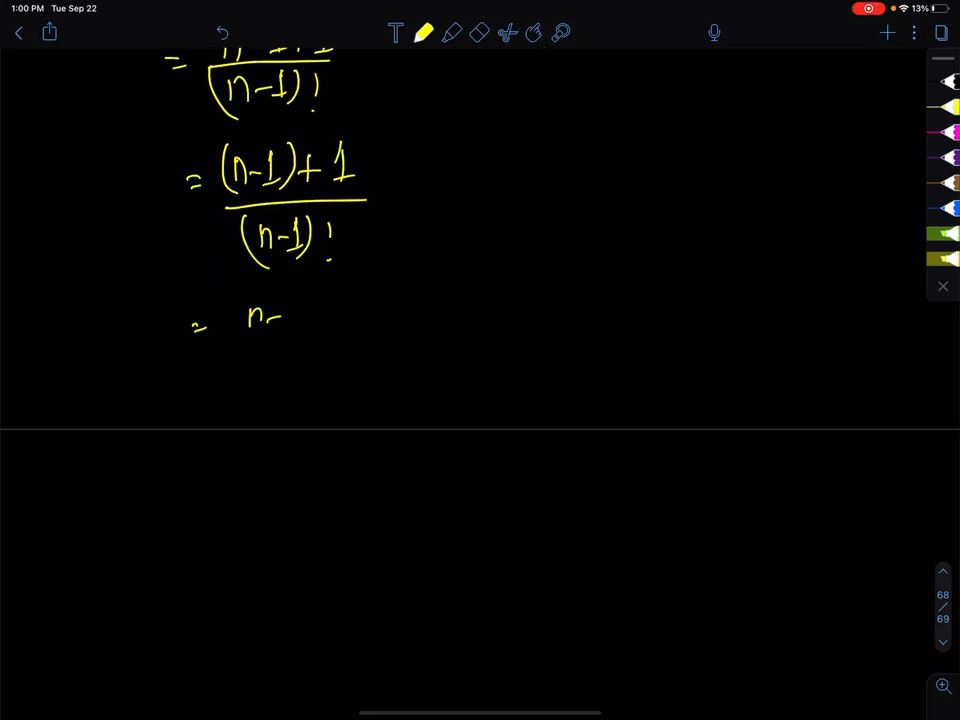 1:00 PM Tue Sep 22
13%
T
=
(n-1)!
= (n-1)+1
(n-1)!
= n-
68
/
69